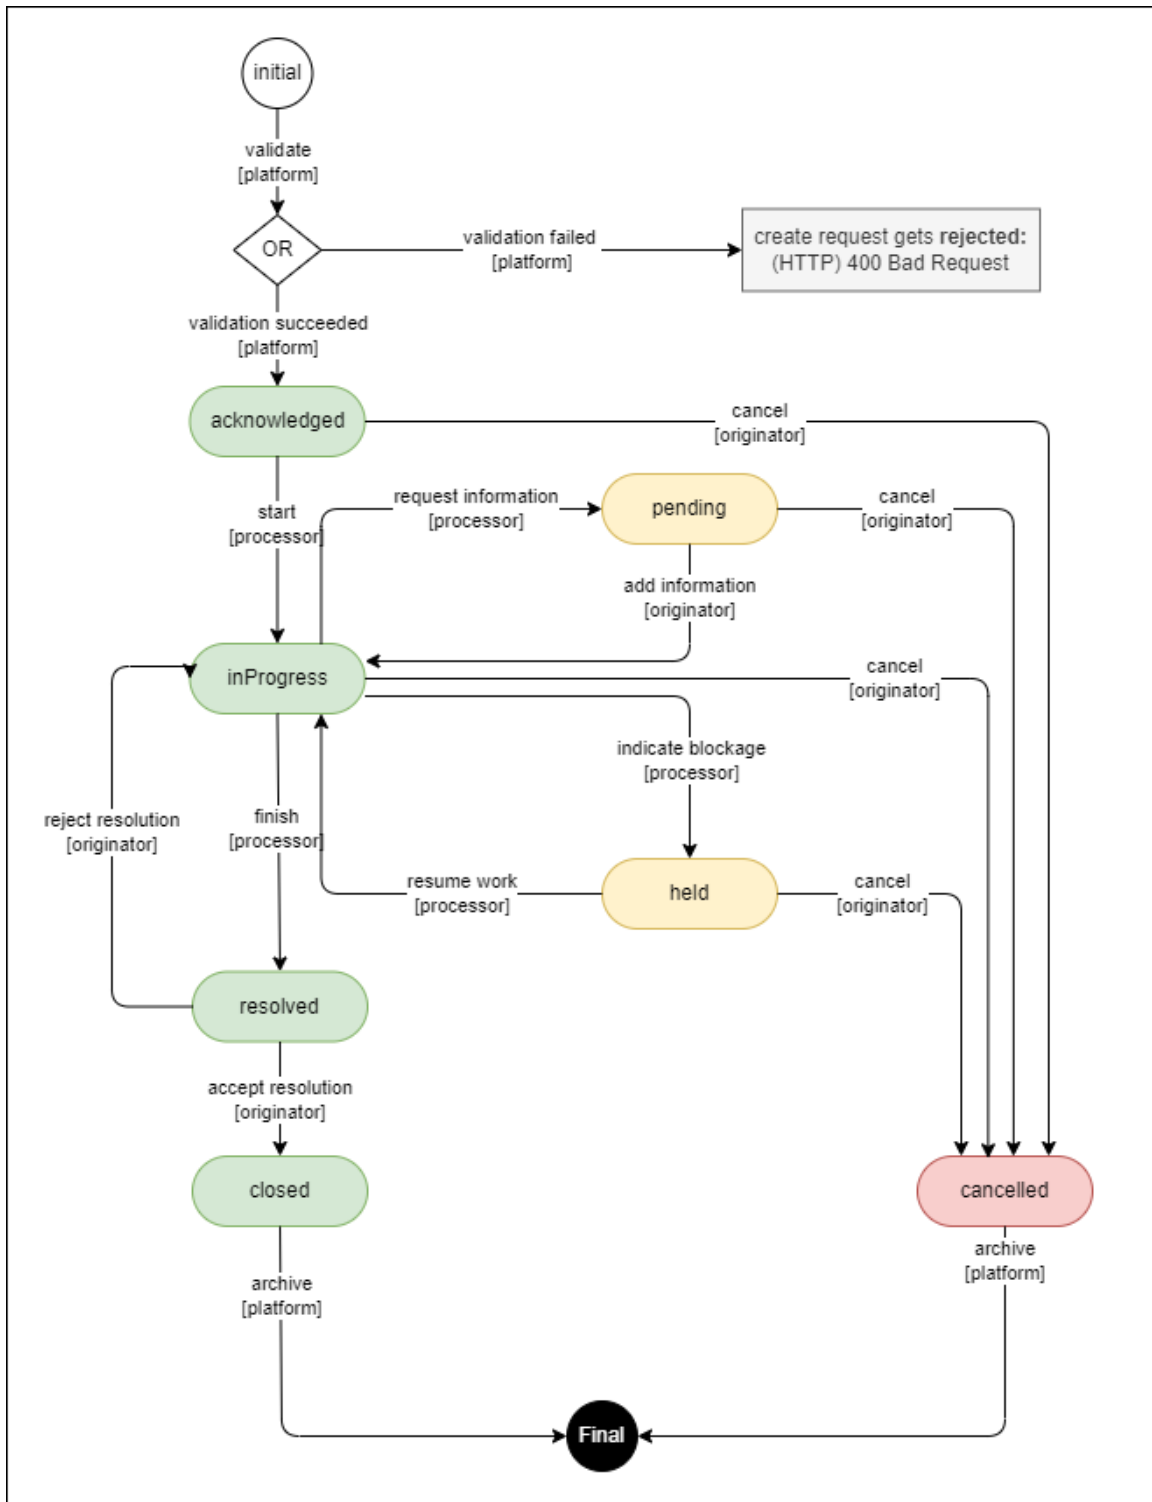 initial
validate
[platform]
OR
validation failed
[platform]
create request gets rejected:
(HTTP) 400 Bad Request
validation succeeded
[platform]
acknowledged
cancel
[originator]
start
[processor]
request information
[processor]
pending
cancel
[originator]
add information
[originator]
inProgress
cancel
[originator]
indicate blockage
[processor]
reject resolution
[originator]
finish
[processor]
resume work
[processor]
held
cancel
[originator]
resolved
accept resolution
[originator]
closed
cancelled
archive
[platform]
archive
[platform]
Final